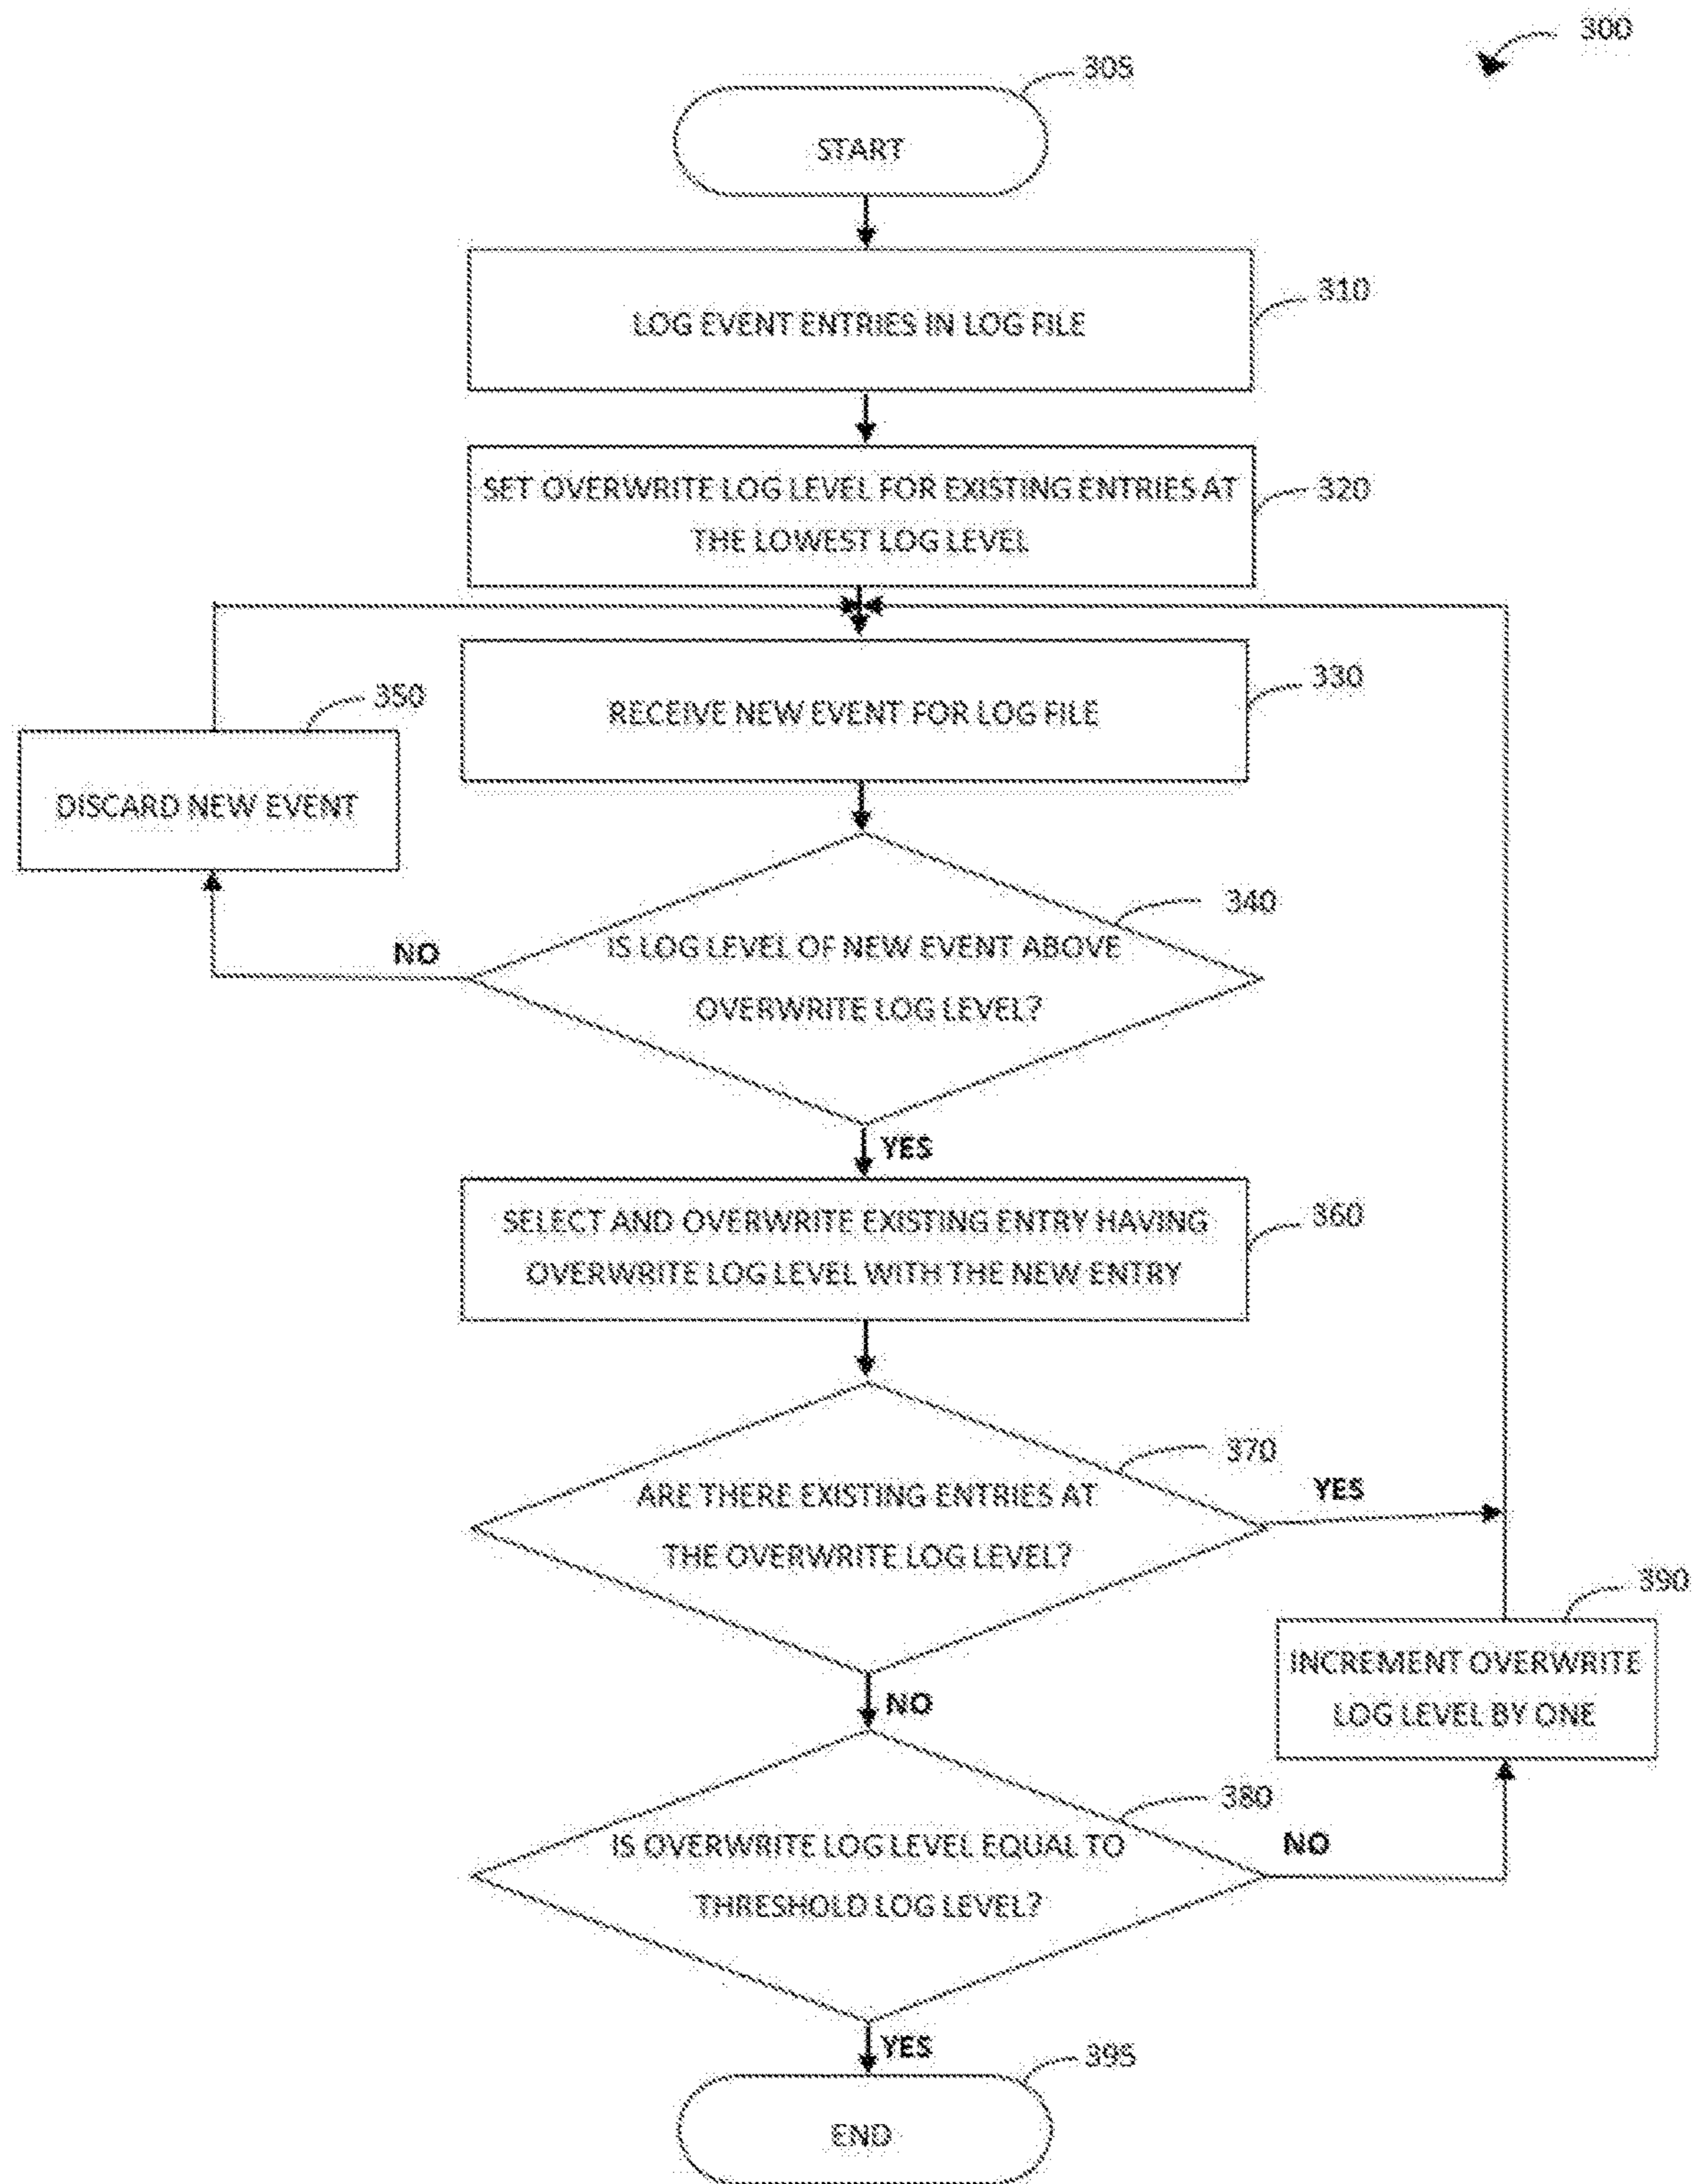 300
305
START
310
LOG EVENT ENTRIES IN LOG FILE
SET OVERWRITE LOG LEVEL FOR EXISTING ENTRIES AT
THE LOWEST LOG LEVEL
320
330
RECEIVE NEW EVENT FOR LOG FILE
350
DISCARD NEW EVENT
340
IS LOG LEVEL OF NEW EVENT ABOVE
OVERWRITE LOG LEVEL?
NO
YES
SELECT AND OVERWRITE EXISTING ENTRY HAVING
OVERWRITE LOG LEVEL WITH THE NEW ENTRY
360
370
ARE THERE EXISTING ENTRIES AT
THE OVERWRITE LOG LEVEL?
YES
NO
390
INCREMENT OVERWRITE
LOG LEVEL BY ONE
380
IS OVERWRITE LOG LEVEL EQUAL TO
THRESHOLD LOG LEVEL?
NO
YES
395
END